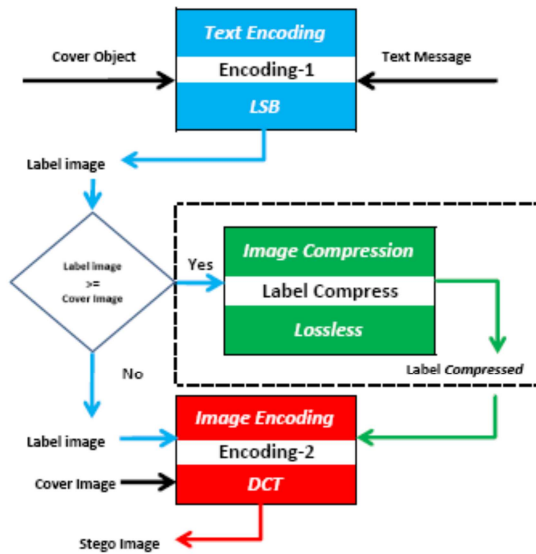 Text Encoding
Cover Object
Encoding-1
Text Message
LSB
Label image
Label image
>=
Cover Image
Yes
Image Compression
Label Compress
Lossless
Label Compressed
No
Image Encoding
Label image
Encoding-2
Cover Image
DCT
Stego Image